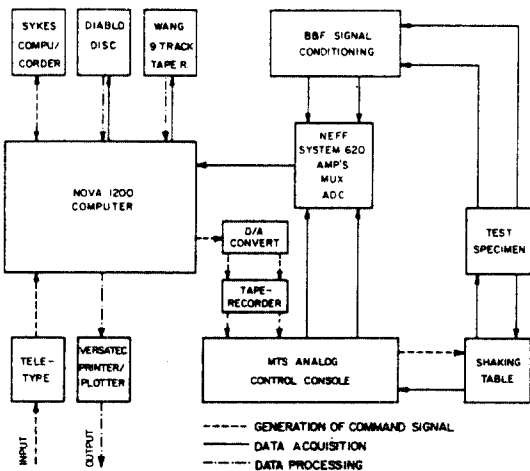 SYKES
COMPU/
CORDER
DIABLO
DISC
WANG
9 TRACK
TAPE R.
BBF SIGNAL
CONDITIONING
NEFF
SYSTEM 620
AMP'S
MUX
ADC
NOVA 1200
COMPUTER
D/A
CONVERT
TAPE-
RECORDER
TEST
SPECIMEN
TELE-
TYPE
VERSATEC
PRINTER/
PLOTTER
MTS ANALOG
CONTROL CONSOLE
SHAKING
TABLE
INPUT
OUTPUT
GENERATION OF COMMAND SIGNAL
DATA ACQUISITION
DATA PROCESSING